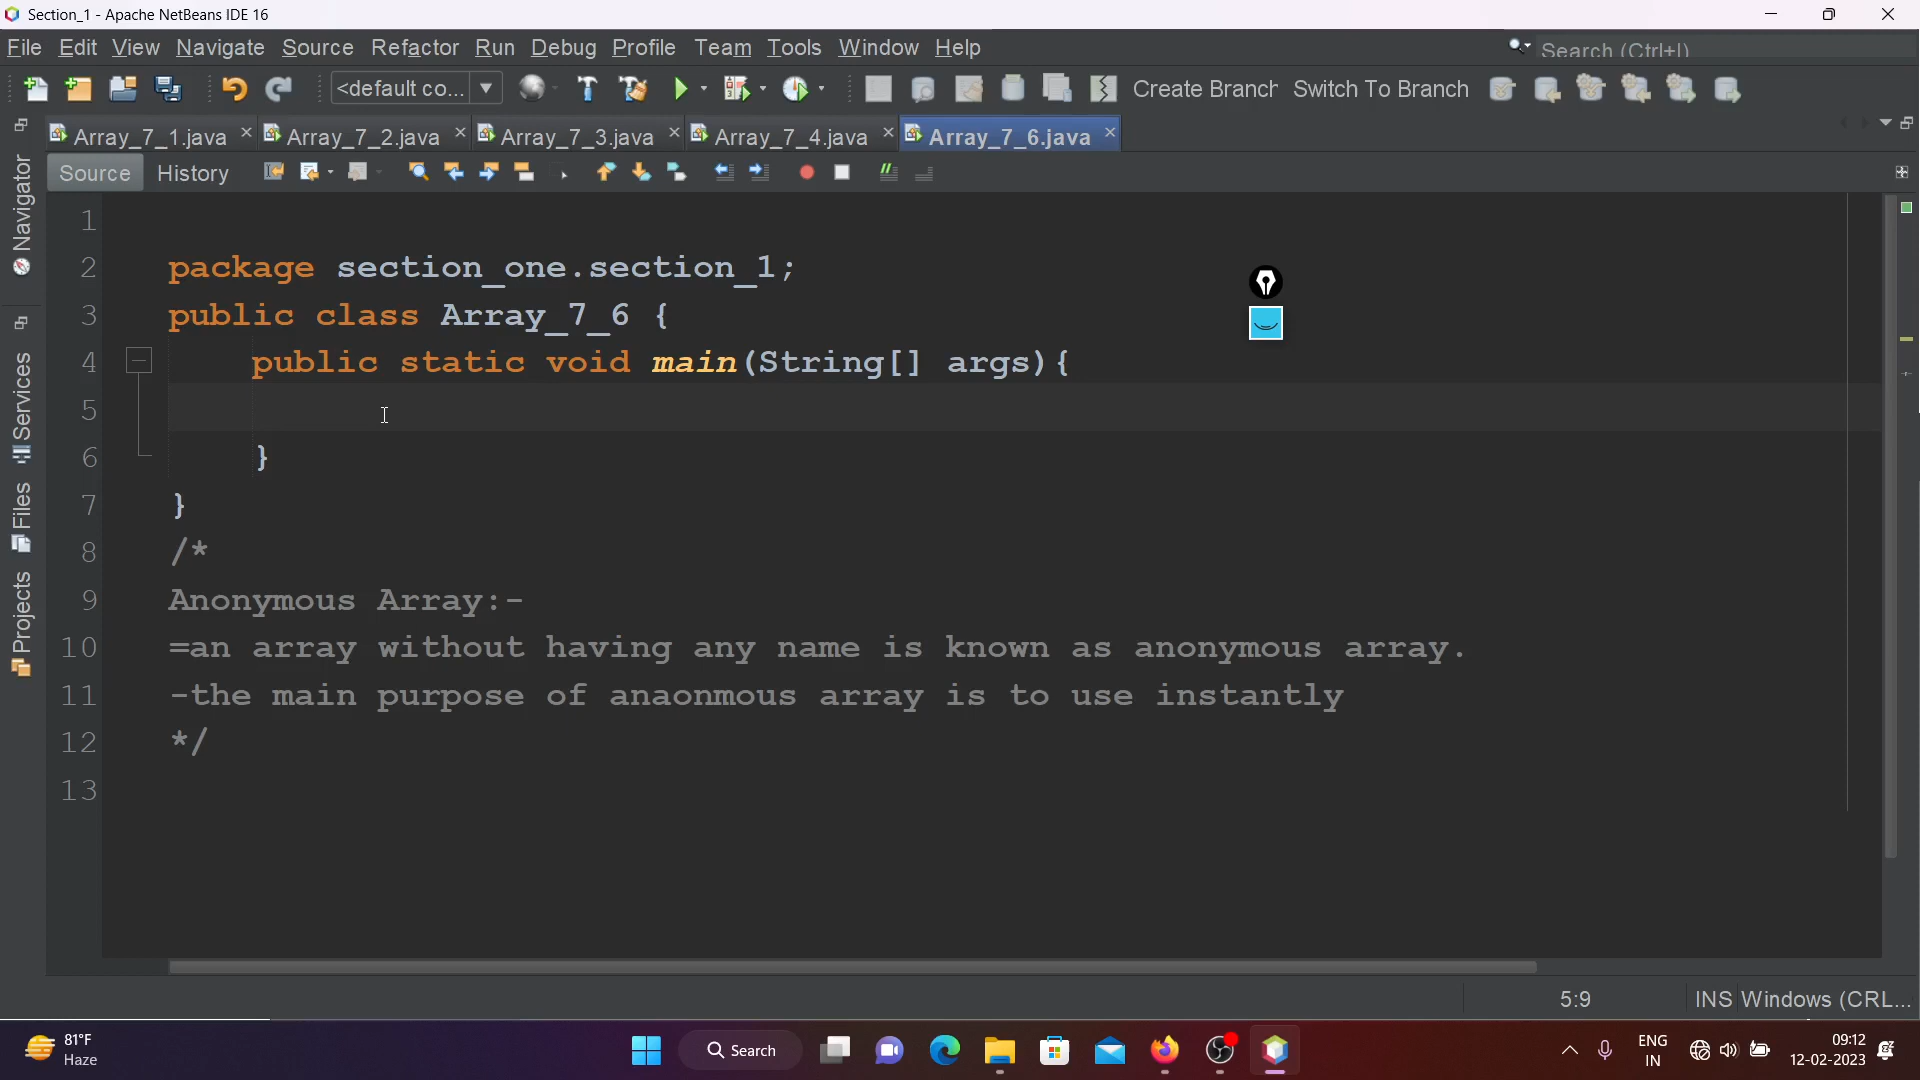 Section_1 - Apache NetBeans IDE 16
File Edit View Navigate Source Refactor Run Debug Profile Team Tools Window Help
Search (Ctrl+I)
<default co...
Create Branch Switch To Branch
Array_7_1.java Array_7_2.java Array_7_3.java Array_7_4.java Array_7_6.java
Source History
Navigator
Services
Files
Projects
1
2 package section_one.section_1;
3 public class Array_7_6 {
4 public static void main(String[] args){
5
6 }
7 }
8 /*
9 Anonymous Array:-
10 =an array without having any name is known as anonymous array.
11 -the main purpose of anaonmous array is to use instantly
12 */
13
5:9 INS Windows (CRL...
81°F
Haze
Search
ENG
IN
09:12
12-02-2023